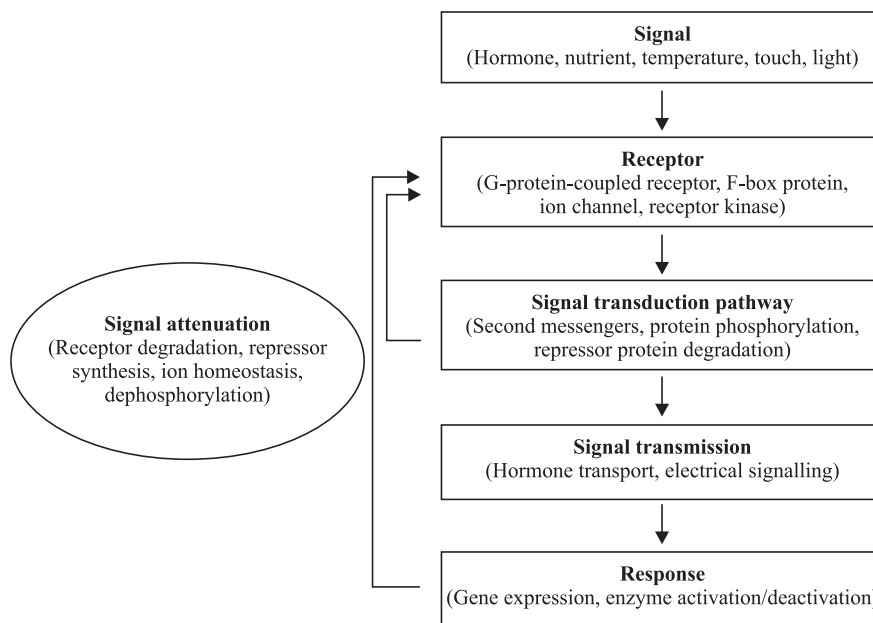 Signal
(Hormone, nutrient, temperature, touch, light)
Receptor
(G-protein-coupled receptor, F-box protein,
ion channel, receptor kinase)
Signal attenuation
(Receptor degradation, repressor
synthesis, ion homeostasis,
dephosphorylation)
Signal transduction pathway
(Second messengers, protein phosphorylation,
repressor protein degradation)
Signal transmission
(Hormone transport, electrical signalling)
Response
(Gene expression, enzyme activation/deactivation)